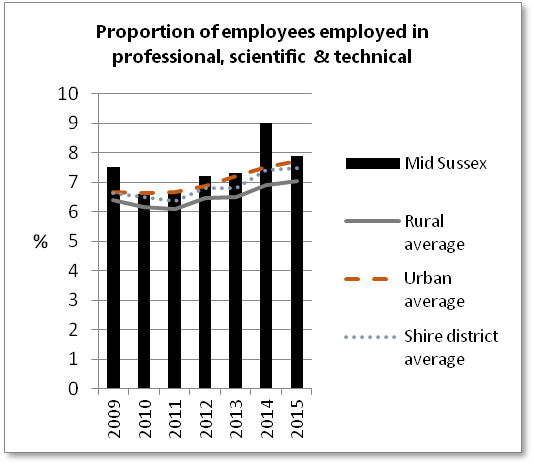 Proportion of employees employed in
professional, scientific & technical
10
9
8
7
6
5
4
3
2
1
0
%
2009
2010
2011
2012
2013
2014
2015
Mid Sussex
Rural
average
Urban
average
Shire district
average